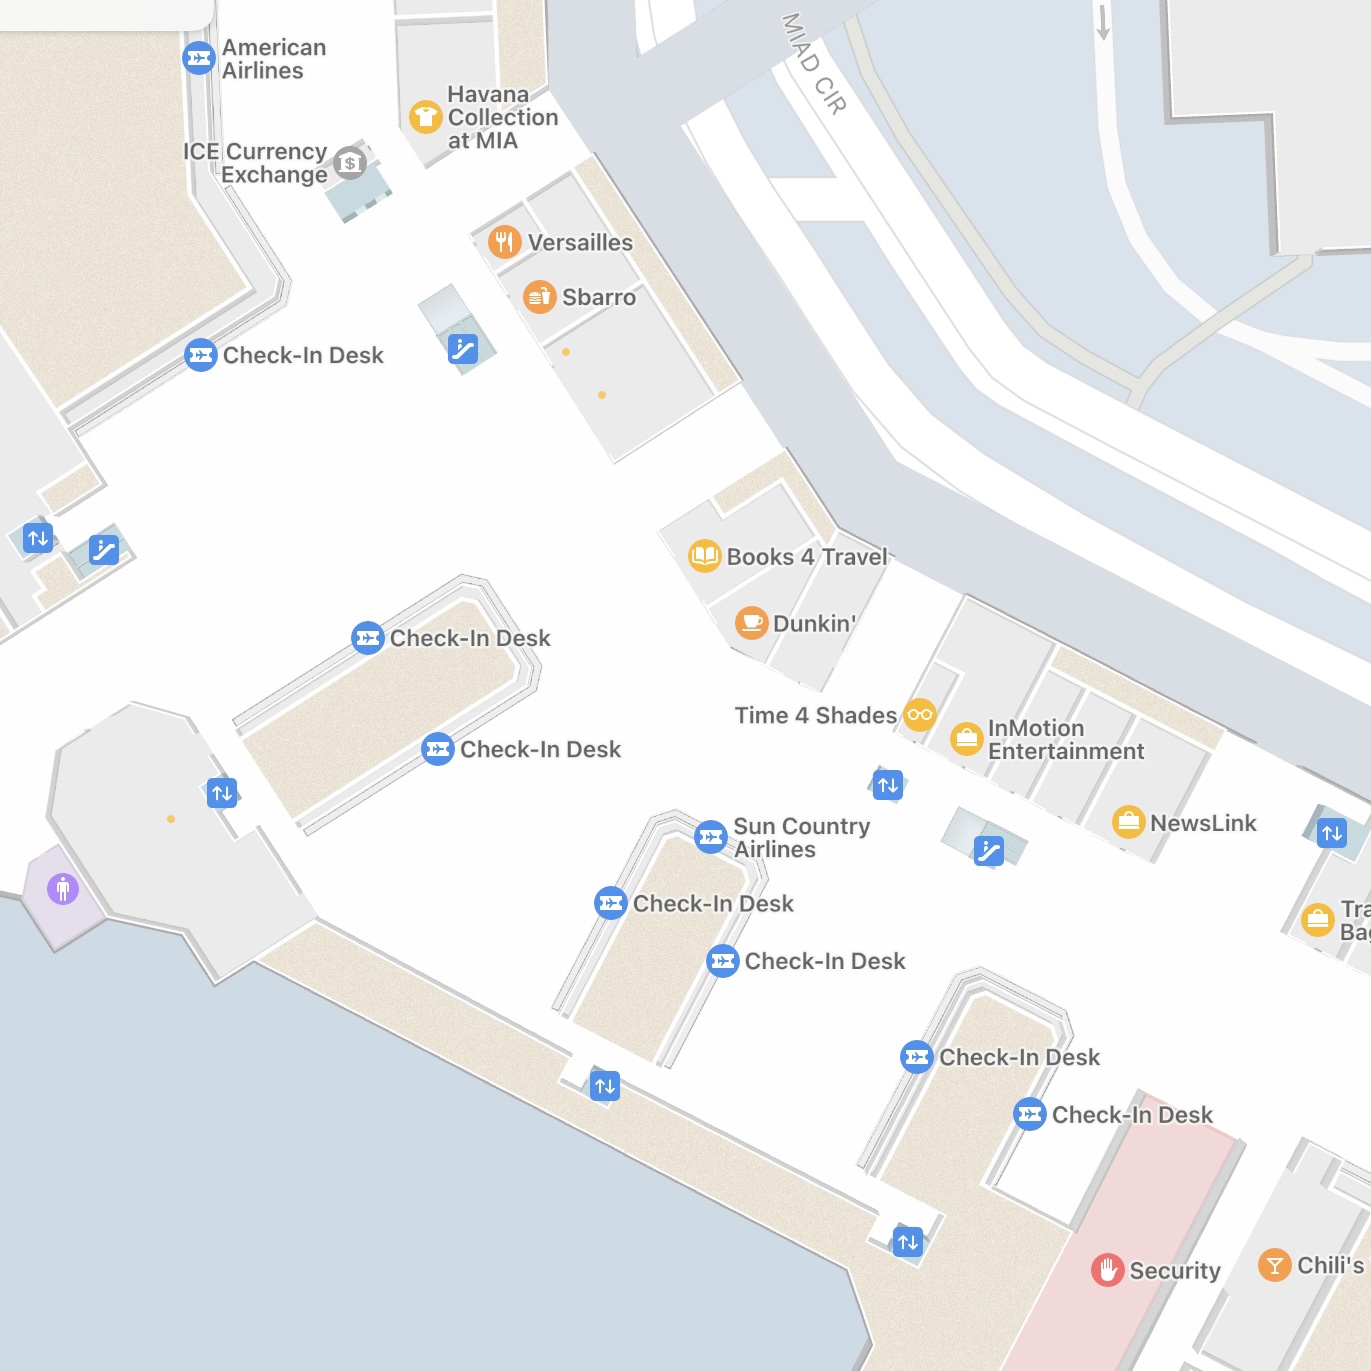 MIAD CIR
American
Airlines
Havana
Collection
at MIA
ICE Currency
Exchange
Versailles
Sbarro
Check-In Desk
Books 4 Travel
Dunkin'
Check-In Desk
Time 4 Shades
InMotion
Entertainment
Check-In Desk
NewsLink
Sun Country
Airlines
Check-In Desk
Tra
Bag
Check-In Desk
Check-In Desk
Check-In Desk
Security
Chili's